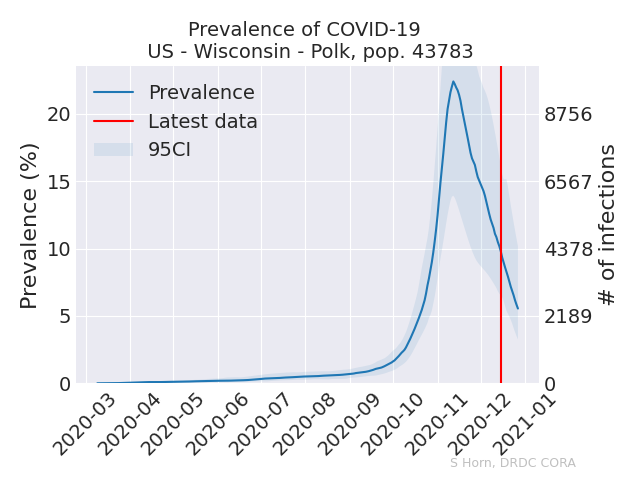 Prevalence of COVID-19
US - Wisconsin - Polk, pop. 43783
Prevalence
Latest data
95CI
Prevalence (%)
20
15
10
5
0
8756
6567
4378
2189
0
# of infections
2020-03
2020-04
2020-05
2020-06
2020-07
2020-08
2020-09
2020-10
2020-11
2020-12
2021-01
S Horn, DRDC CORA